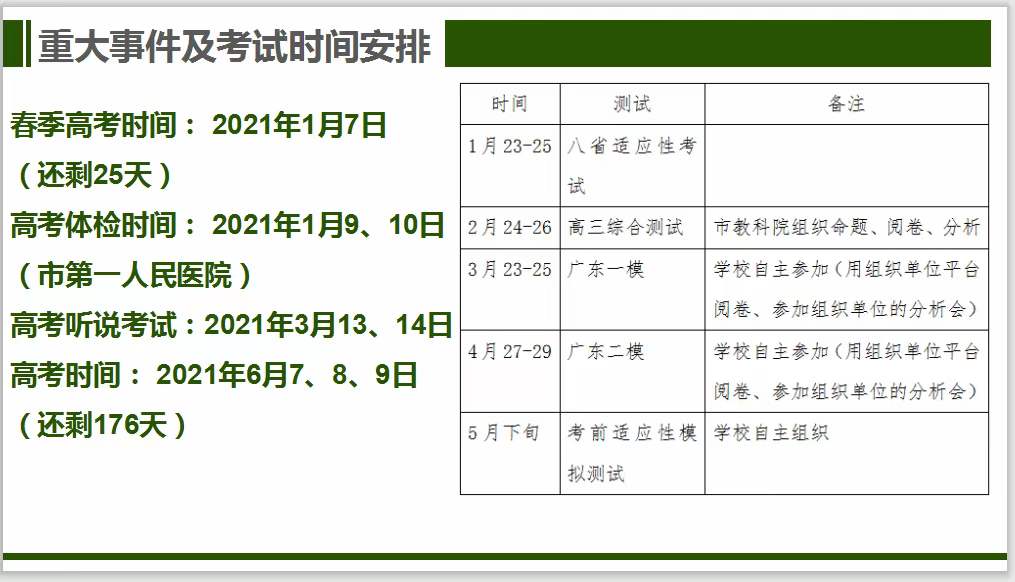 重大事件及考试时间安排
春季高考时间： 2021年1月7日
（还剩25天）
高考体检时间： 2021年1月9、10日
（市第一人民医院）
高考听说考试：2021年3月13、14日
高考时间： 2021年6月7、8、9日
（还剩176天）
时间 测试 备注
1月23-25 八省适应性考
试
2月24-26 高三综合测试 市教科院组织命题、阅卷、分析
3月23-25 广东一模 学校自主参加（用组织单位平台
阅卷、参加组织单位的分析会）
4月27-29 广东二模 学校自主参加（用组织单位平台
阅卷、参加组织单位的分析会）
5月下旬 考前适应性模 学校自主组织
拟测试